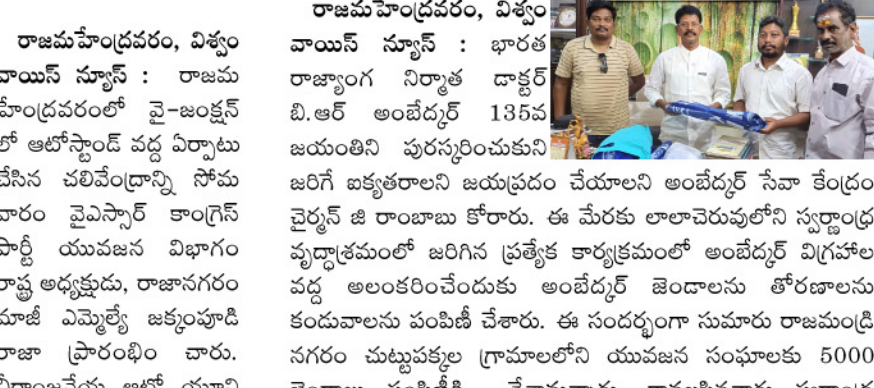 రాజమహేంద్రవరం, విశ్వం
వాయిస్ న్యూస్ : రాజమ
హేంద్రవరంలో వై-జంక్షన్
లో ఆటోస్టాండ్ వద్ద ఏర్పాటు
చేసిన చలివేంద్రాన్ని సోమ
వారం వైఎస్సార్ కాంగ్రెస్
పార్టీ యువజన విభాగం
రాష్ట్ర అధ్యక్షుడు, రాజానగరం
మాజీ ఎమ్మెల్యే జక్కంపూడి
రాజా ప్రారంభిం చారు.
రాజమహేంద్రవరం, విశ్వం
వాయిస్ న్యూస్ : భారత
రాజ్యాంగ నిర్మాత డాక్టర్
బి.ఆర్ అంబేద్కర్ 135వ
జయంతిని పురస్కరించుకుని
జరిగే ఐక్యతరాలని జయప్రదం చేయాలని అంబేద్కర్ సేవా కేంద్రం
చైర్మన్ జి రాంబాబు కోరారు. ఈ మేరకు లాలాచెరువులోని స్వర్ణాంధ్ర
వృద్ధాశ్రమంలో జరిగిన ప్రత్యేక కార్యక్రమంలో అంబేద్కర్ విగ్రహాల
వద్ద అలంకరించేందుకు అంబేద్కర్ జెండాలను తోరణాలను
కండువాలను పంపిణీ చేశారు. ఈ సందర్భంగా సుమారు రాజమండ్రి
నగరం చుట్టుపక్కల గ్రామాలలోని యువజన సంఘాలకు 5000